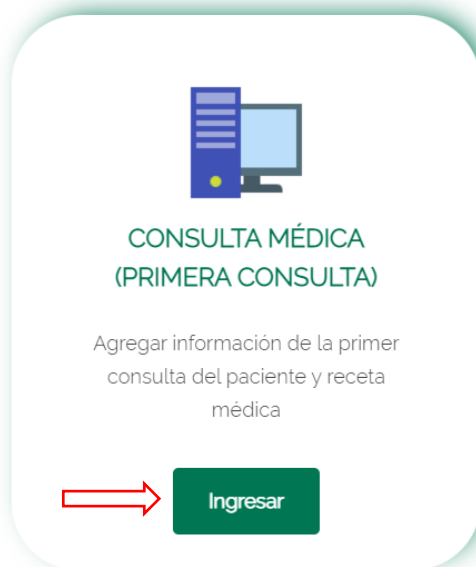 CONSULTA MÉDICA
(PRIMERA CONSULTA)
Agregar información de la primer
consulta del paciente y receta
médica
Ingresar